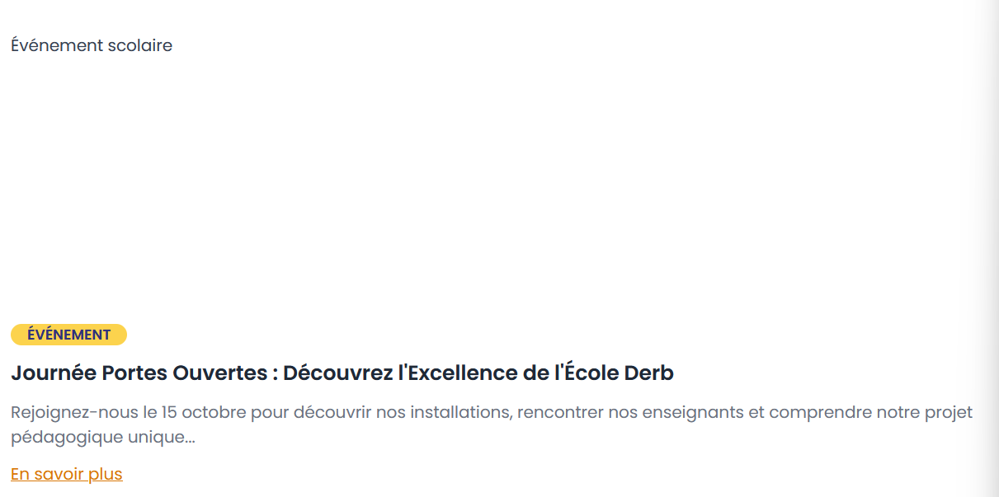 Événement scolaire
ÉVÉNEMENT
Journée Portes Ouvertes : Découvrez l'Excellence de l'École Derb
Rejoignez-nous le 15 octobre pour découvrir nos installations, rencontrer nos enseignants et comprendre notre projet
pédagogique unique...
En savoir plus